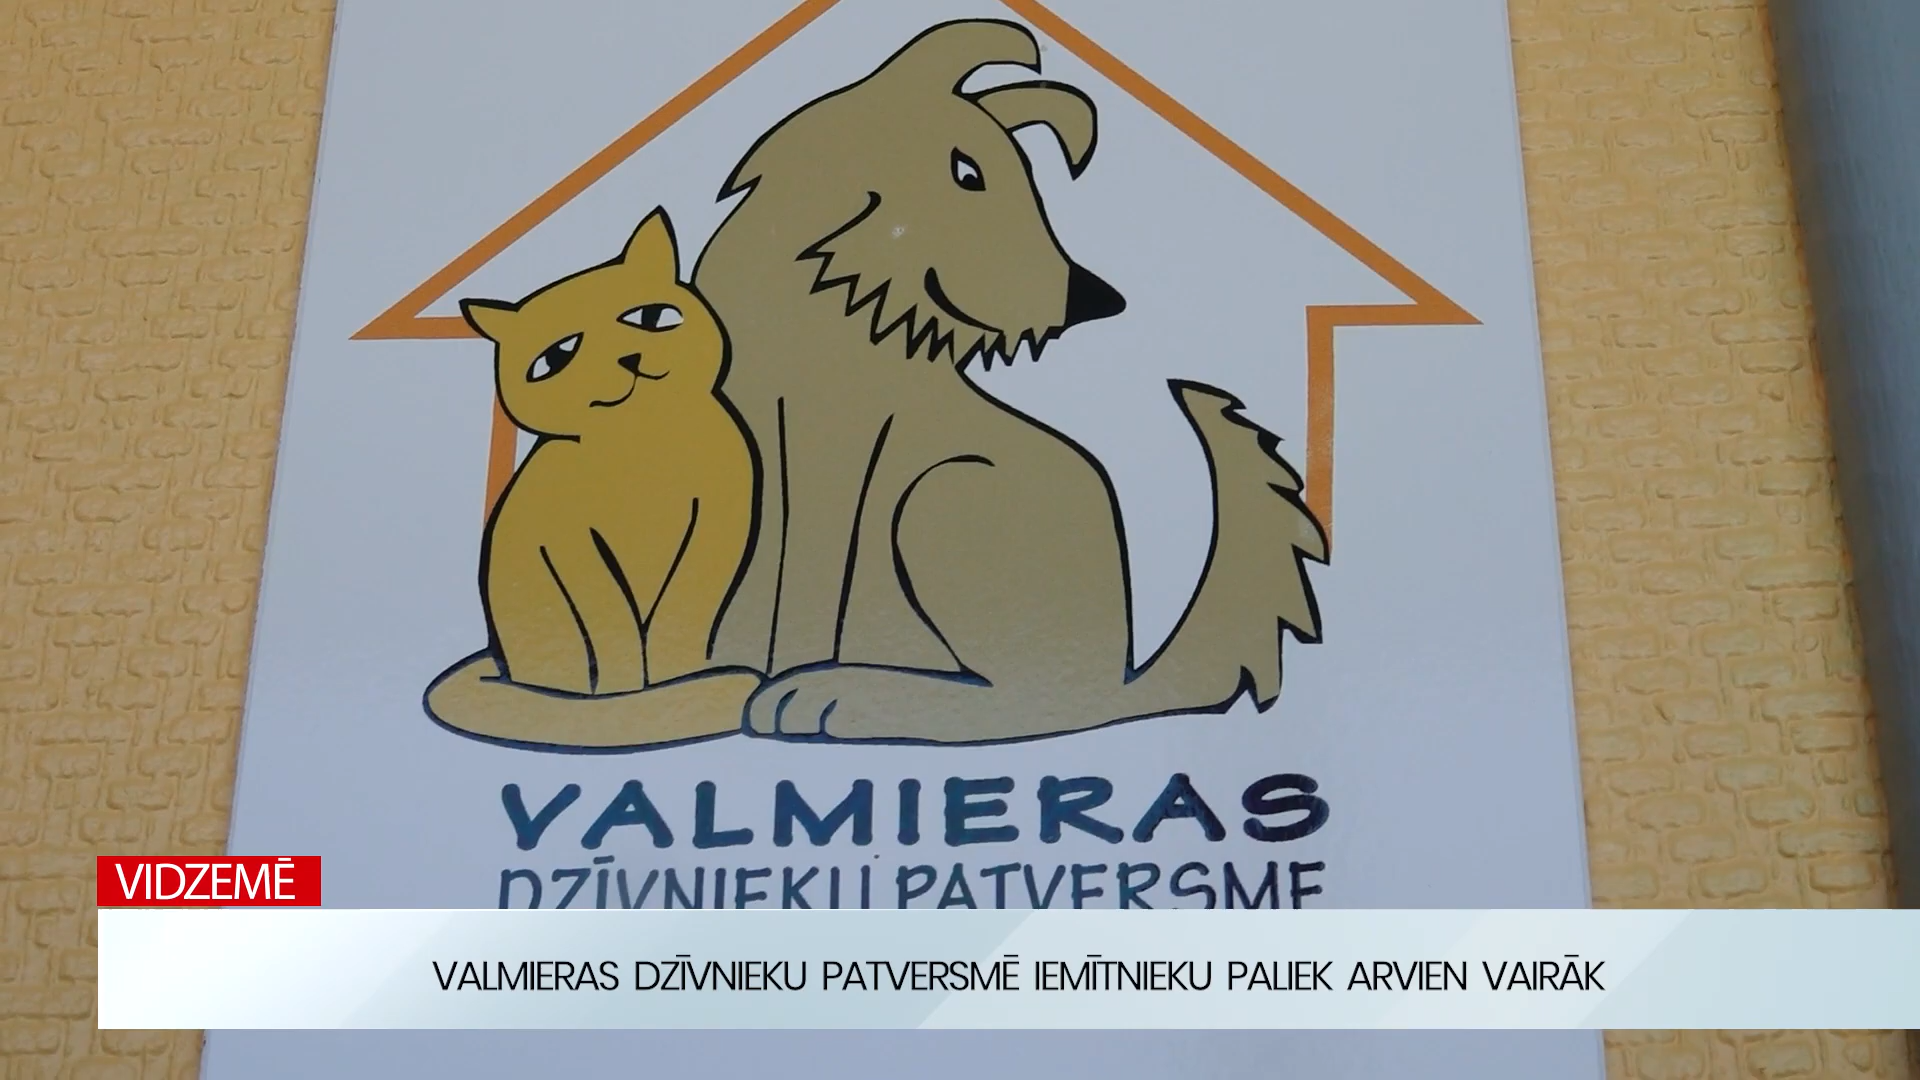 VALMIERAS
DZĪVNIEKU PATVERSME
VIDZEMĒ
VALMIERAS DZĪVNIEKU PATVERSMĒ IEMĪTNIEKU PALIEK ARVIEN VAIRĀK